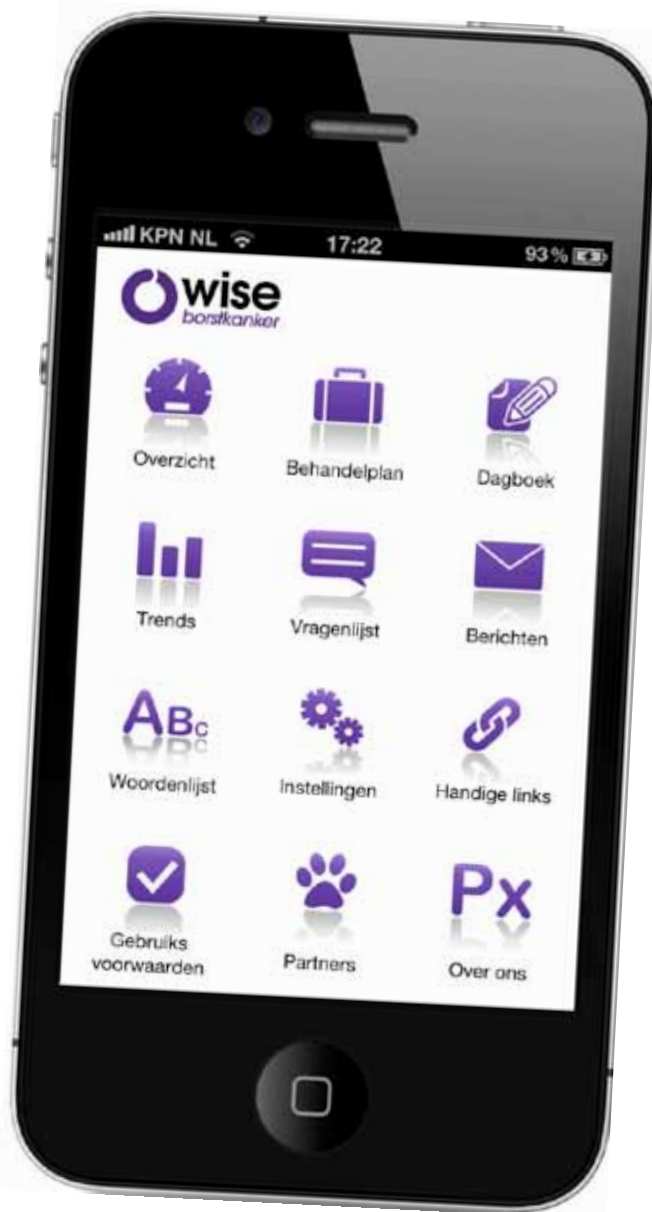 KPN NL 17:22 93%
wise
borstkanker
Overzicht Behandelplan Dagboek
Trends Vragenlijst Berichten
ABC
Woordenlijst Instellingen Handige links
Px
Gebruiks
voorwaarden Partners Over ons